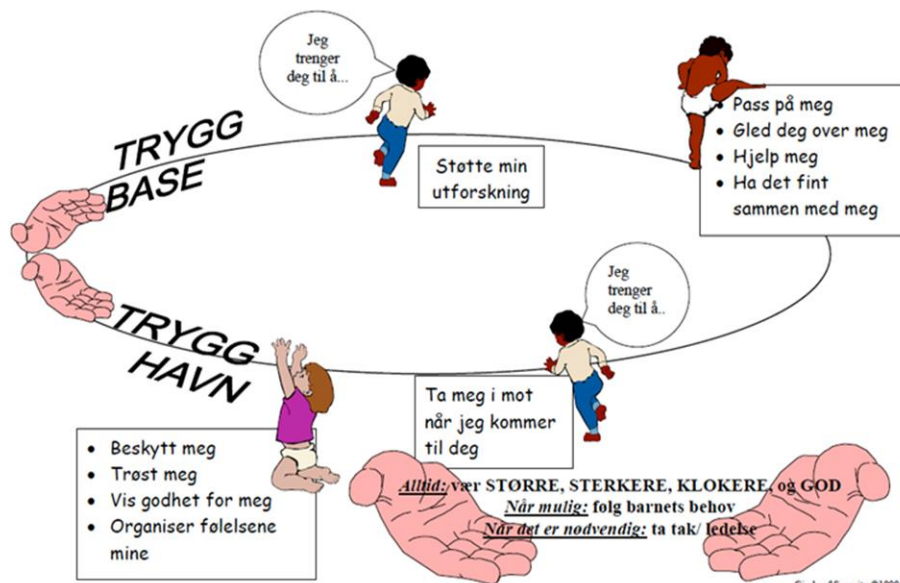 Jeg
trenger
deg til å...
TRYGG
BASE
Støtte min
utforskning
• Pass på meg
• Gled deg over meg
• Hjelp meg
• Ha det fint
sammen med meg
Jeg
trenger
deg til å..
TRYGG
HAVN
Ta meg i mot
når jeg kommer
til deg
• Beskytt meg
• Trøst meg
• Vis godhet for meg
• Organiser følelsene
mine
Alltid: vær STØRRE, STERKERE, KLOKERE, og GOD
Når mulig: følg barnets behov
Når det er nødvendig: ta tak/ ledelse